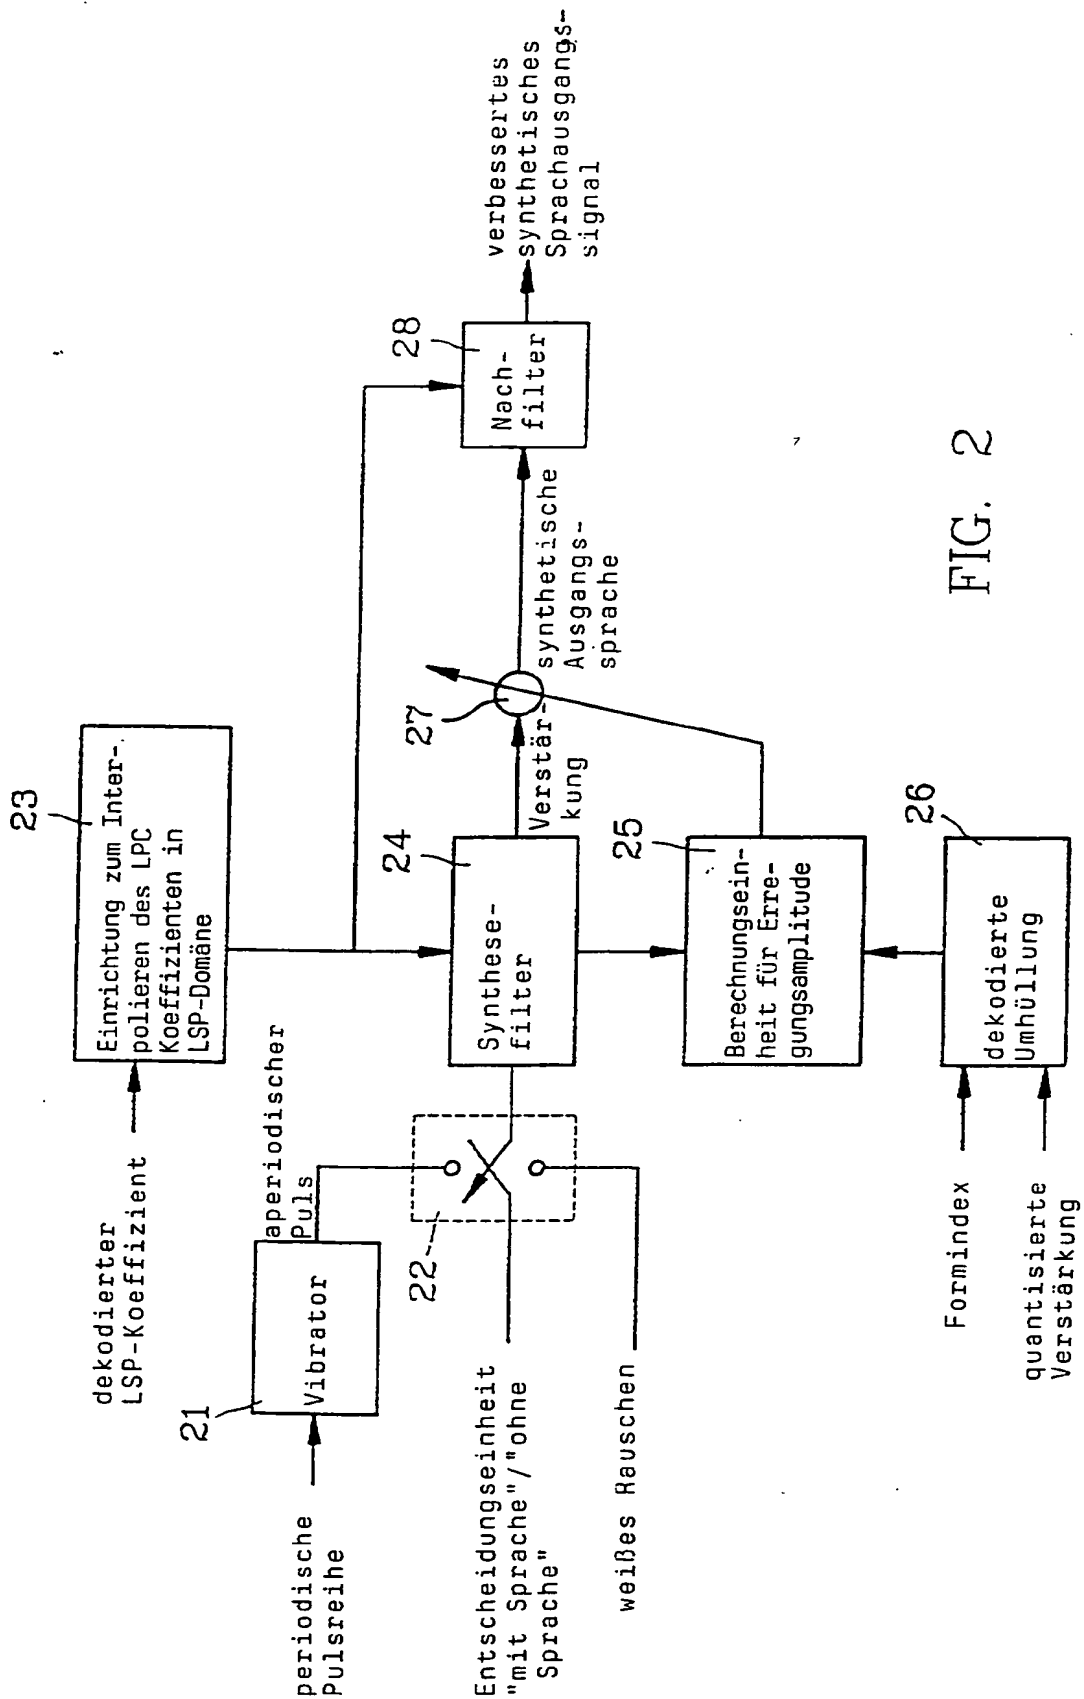 23
Einrichtung zum Inter-
polieren des LPC
Koeffizienten in
LSP-Domäne
dekodierter
LSP-Koeffizient
periodische
Pulsreihe
21
Vibrator
aperiodischer
Puls
22
Entscheidungseinheit
"mit Sprache"/"ohne
Sprache"
weißes Rauschen
24
Synthese-
filter
Verstär-
kung
27
synthetische
Ausgangs-
sprache
28
Nach-
filter
verbessertes
synthetisches
Sprachausgangs-
signal
25
Berechnungsein-
heit für Erre-
gungsamplitude
26
dekodierte
Umhüllung
Formindex
quantisierte
Verstärkung
FIG. 2